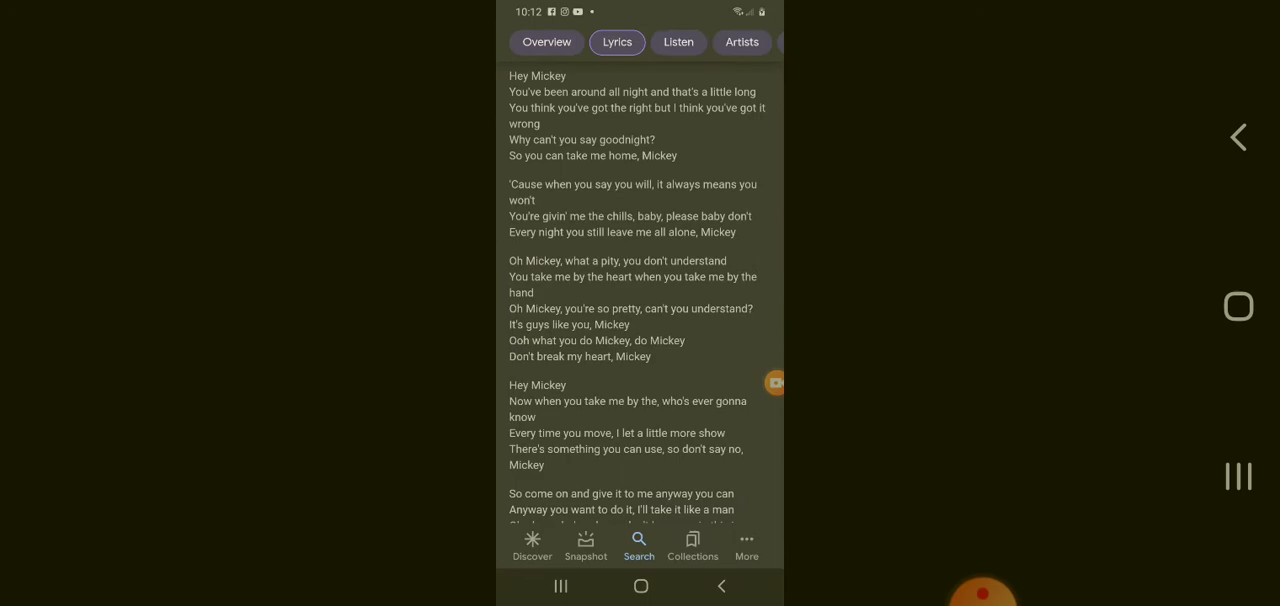 10:12
Overview Lyrics Listen Artists
Hey Mickey
You've been around all night and that's a little long
You think you've got the right but I think you've got it
wrong
Why can't you say goodnight?
So you can take me home, Mickey
'Cause when you say you will, it always means you
won't
You're givin' me the chills, baby, please baby don't
Every night you still leave me all alone, Mickey
Oh Mickey, what a pity, you don't understand
You take me by the heart when you take me by the
hand
Oh Mickey, you're so pretty, can't you understand?
It's guys like you, Mickey
Ooh what you do Mickey, do Mickey
Don't break my heart, Mickey
Hey Mickey
Now when you take me by the, who's ever gonna
know
Every time you move, I let a little more show
There's something you can use, so don't say no,
Mickey
So come on and give it to me anyway you can
Anyway you want to do it, I'll take it like a man
Discover Snapshot Search Collections More